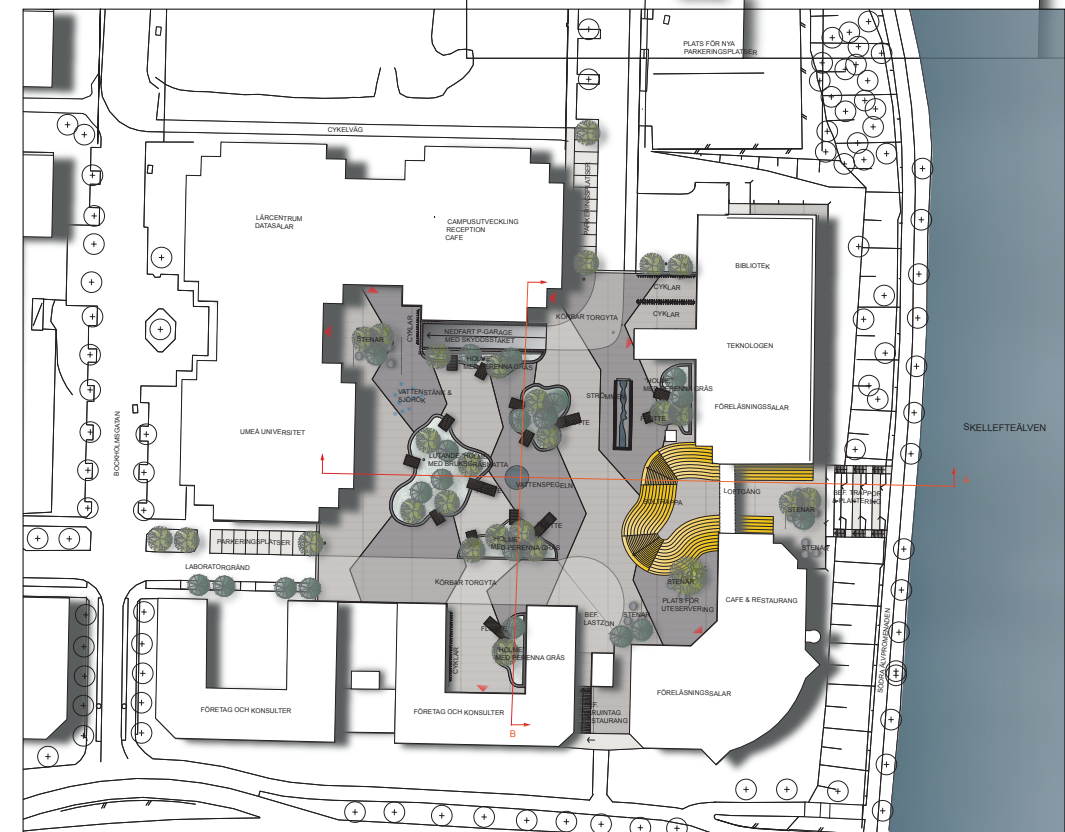 PLATS FÖR NYA
PARKERINGSPLATSER
CYKELVÄG
PARKERINGSPLATSER
LÄRCENTRUM
DATASALAR
CAMPUSUTVECKLING
RECEPTION
CAFE
BIBLIOTEK
CYKLAR
CYKLAR
KÖRBAR TORGYTA
CYKLAR
NEDFART P-GARAGE
MED SKYDDSSTAKET
STENAR
TEKNOLOGEN
"HOLME"
MED PERENNA GRÄS
"HOLME"
MED PERENNA GRÄS
VATTENSTÄNK &
SJÖRÖK
STRÖMMEN
FÖRELÄSNINGSSALAR
BOCKHOLMSGATAN
UMEÅ UNIVERSITET
SKELLEFTEÄLVEN
LUTANDE "HOLME"
MED BRUKSGRÄSMATTA
VATTENSPEGELN
LOFTGÅNG
BEF. TRAPPOR
STENAR
STENAR
PARKERINGSPLATSER
"HOLME"
MED PERENNA GRÄS
LABORATORGRÄND
KÖRBAR TORGYTA
STENAR
PLATS FÖR
UTESERVERING
CAFE & RESTAURANG
BEF.
LASTZON
STENAR
SÖDRA ÄLVPROMENADEN
CYKLAR
"HOLME"
MED PERENNA GRÄS
FÖRELÄSNINGSSALAR
FÖRETAG OCH KONSULTER
FÖRETAG OCH KONSULTER
B